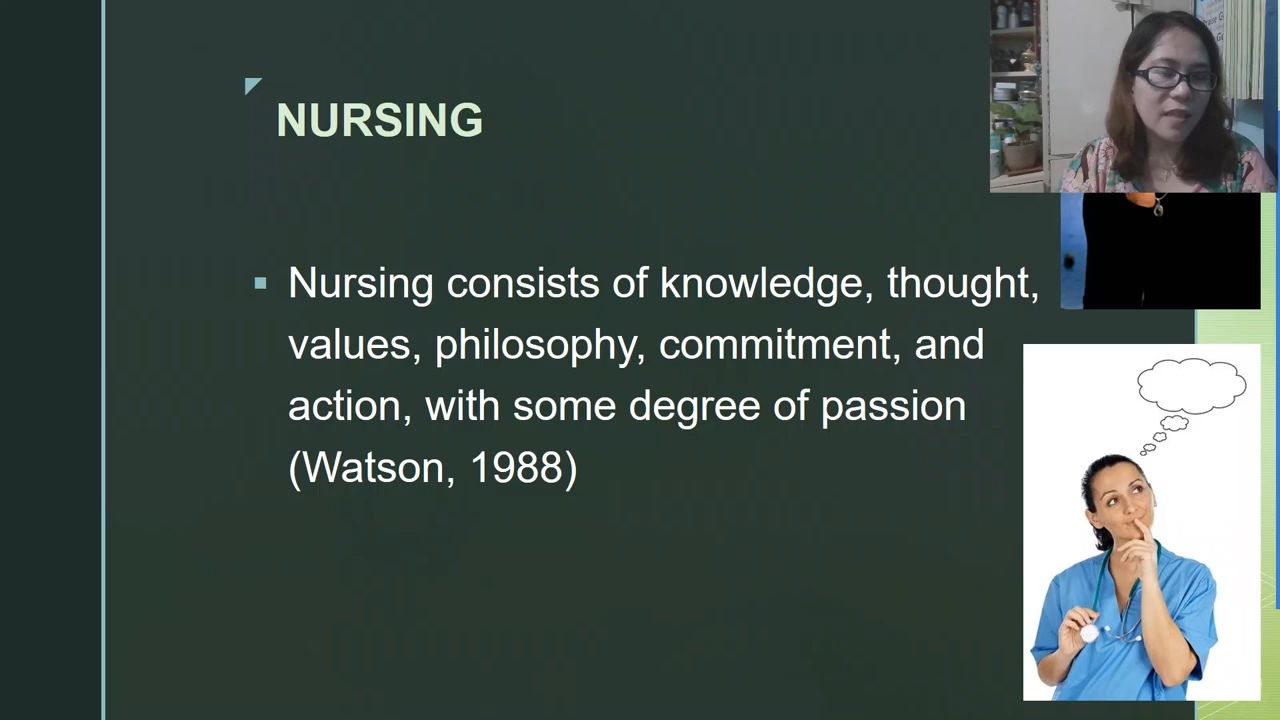 NURSING
Nursing consists of knowledge, thought,
values, philosophy, commitment, and
action, with some degree of passion
(Watson, 1988)